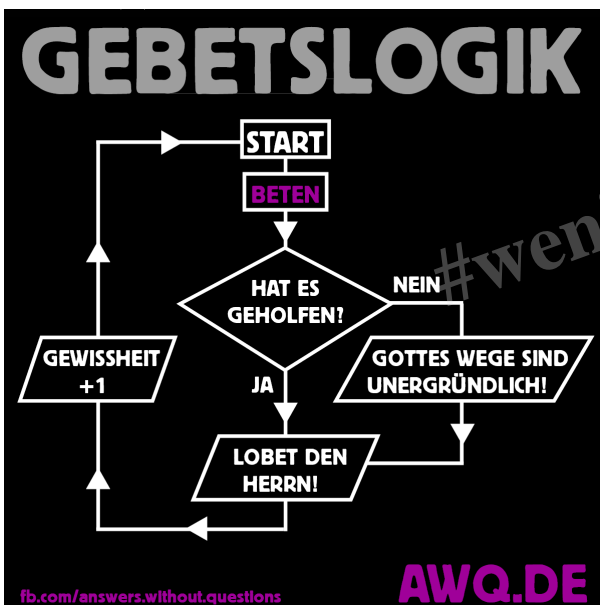 GEBETSLOGIK
START
BETEN
HAT ES
GEHOLFEN?
NEIN
#weni
GEWISSHEIT
+1
GOTTES WEGE SIND
UNERGRÜNDLICH!
JA
LOBET DEN
HERRN!
AWQ.DE
fb.com/answers.without.questions